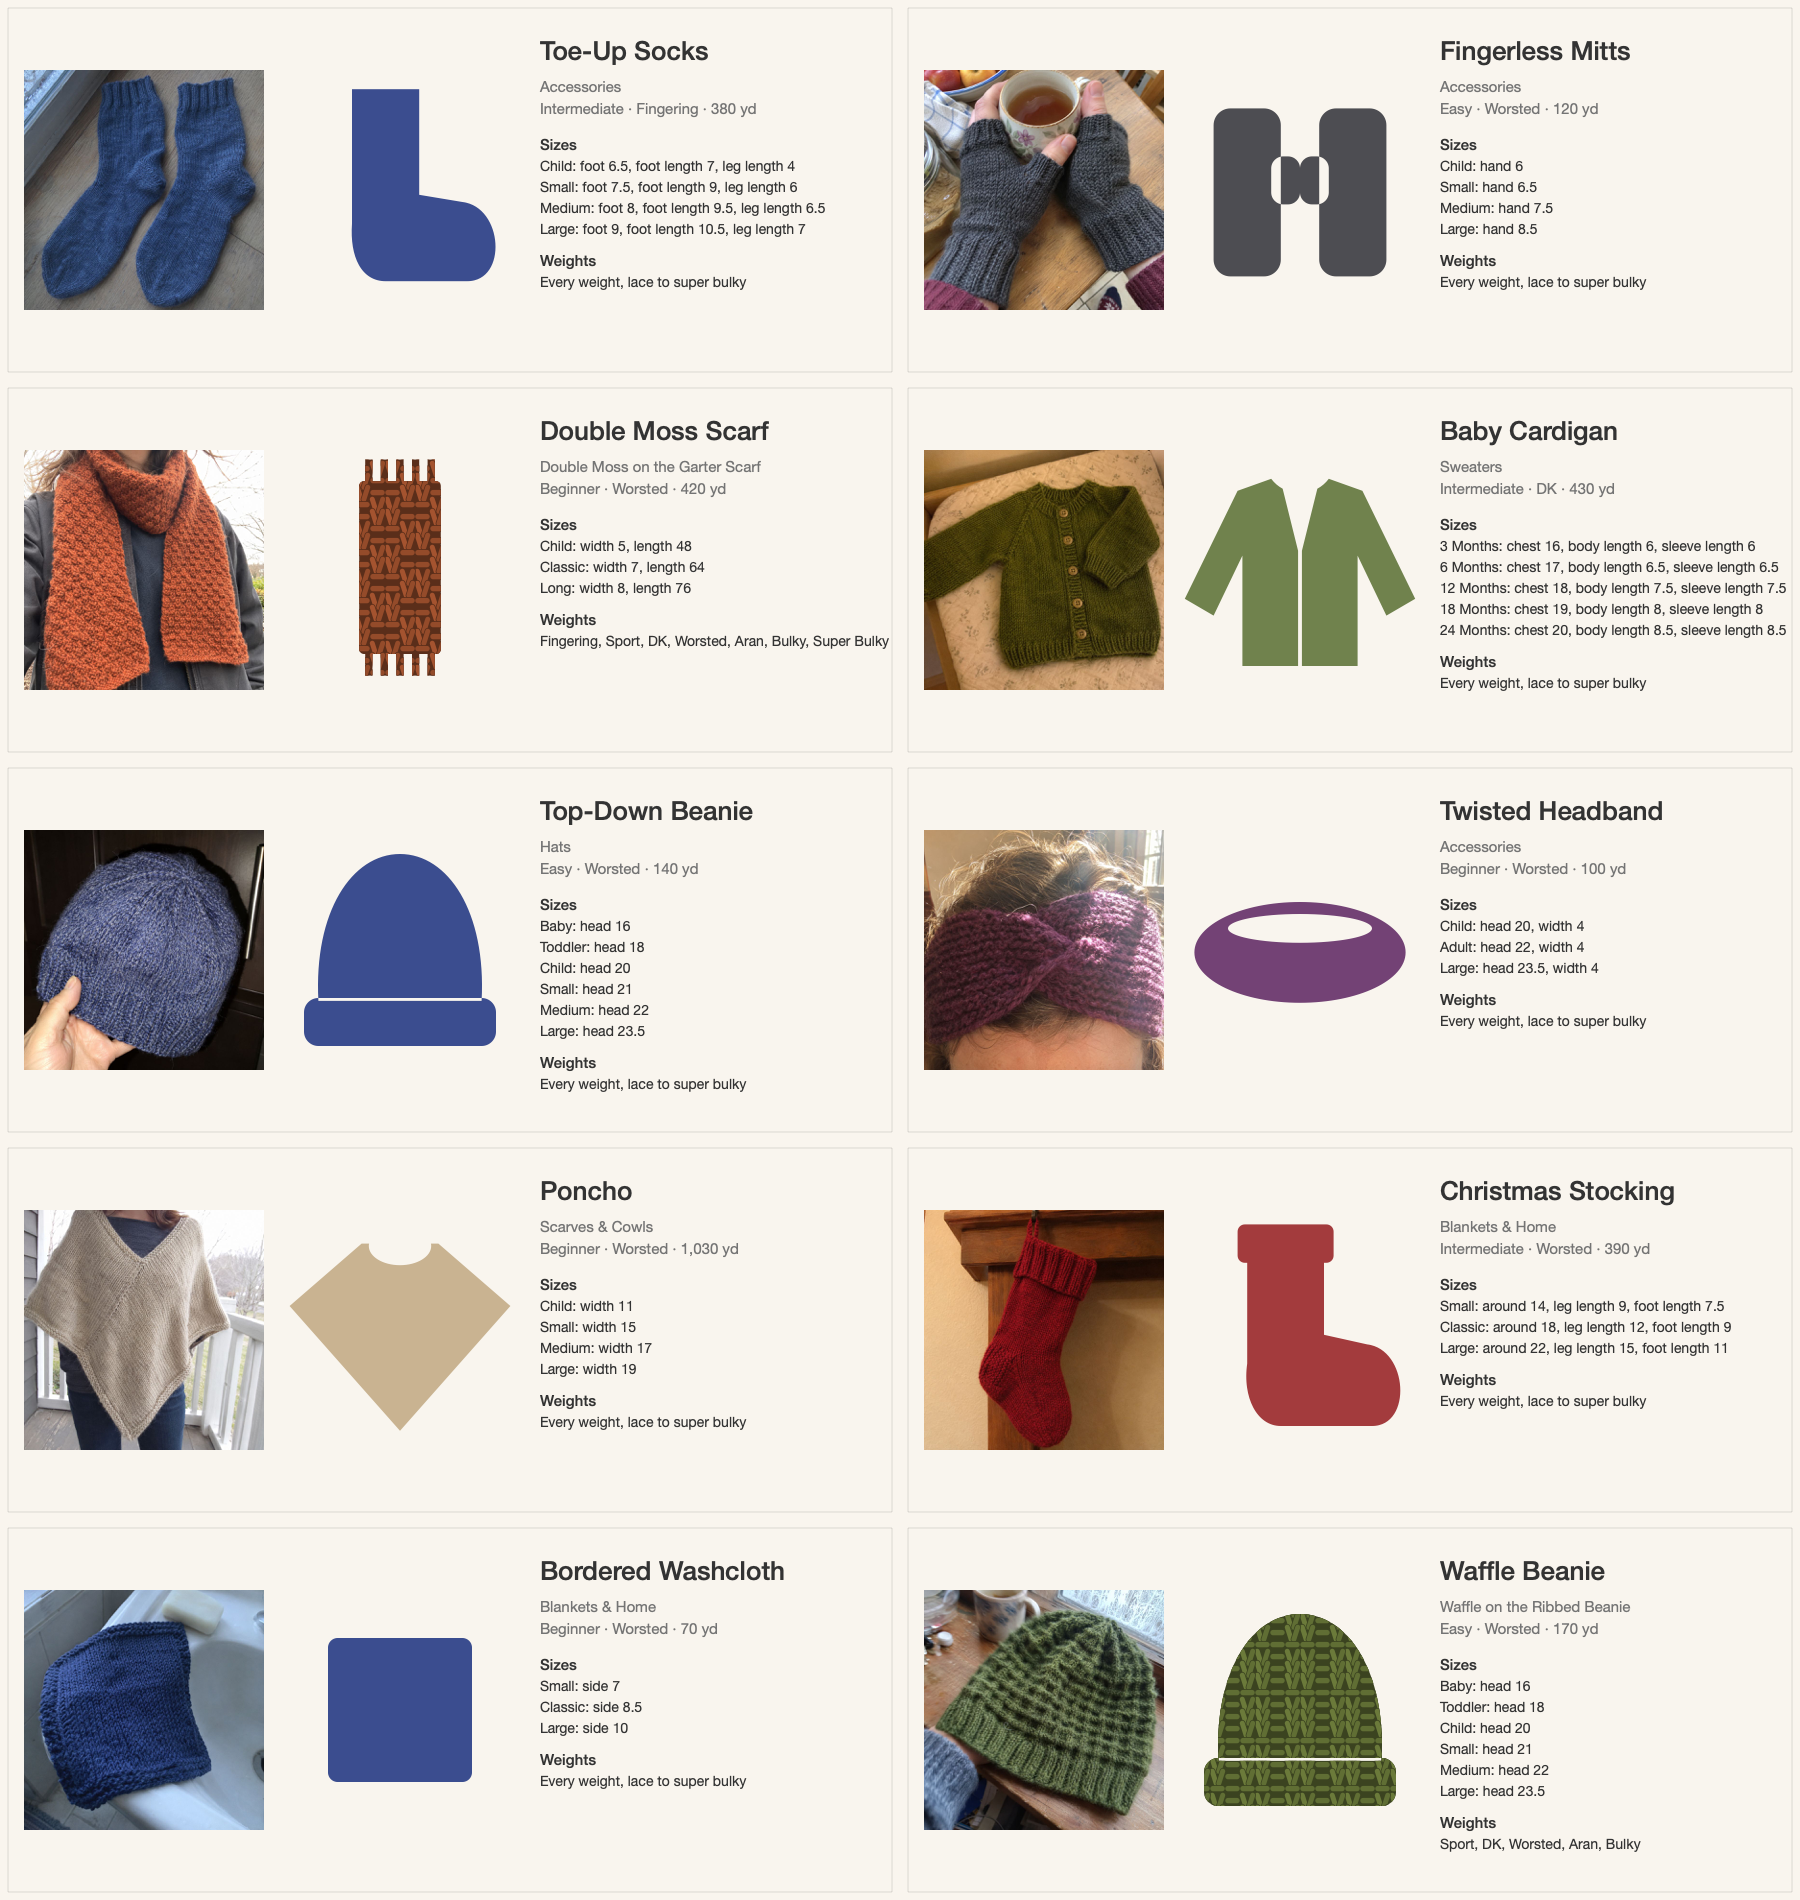 Toe-Up Socks
Accessories
Intermediate · Fingering · 380 yd
Sizes
Child: foot 6.5, foot length 7, leg length 4
Small: foot 7.5, foot length 9, leg length 6
Medium: foot 8, foot length 9.5, leg length 6.5
Large: foot 9, foot length 10.5, leg length 7
Weights
Every weight, lace to super bulky
Fingerless Mitts
Accessories
Easy · Worsted · 120 yd
Sizes
Child: hand 6
Small: hand 6.5
Medium: hand 7.5
Large: hand 8.5
Weights
Every weight, lace to super bulky
Double Moss Scarf
Double Moss on the Garter Scarf
Beginner · Worsted · 420 yd
Sizes
Child: width 5, length 48
Classic: width 7, length 64
Long: width 8, length 76
Weights
Fingering, Sport, DK, Worsted, Aran, Bulky, Super Bulky
Baby Cardigan
Sweaters
Intermediate · DK · 430 yd
Sizes
3 Months: chest 16, body length 6, sleeve length 6
6 Months: chest 17, body length 6.5, sleeve length 6.5
12 Months: chest 18, body length 7.5, sleeve length 7.5
18 Months: chest 19, body length 8, sleeve length 8
24 Months: chest 20, body length 8.5, sleeve length 8.5
Weights
Every weight, lace to super bulky
Top-Down Beanie
Hats
Easy · Worsted · 140 yd
Sizes
Baby: head 16
Toddler: head 18
Child: head 20
Small: head 21
Medium: head 22
Large: head 23.5
Weights
Every weight, lace to super bulky
Twisted Headband
Accessories
Beginner · Worsted · 100 yd
Sizes
Child: head 20, width 4
Adult: head 22, width 4
Large: head 23.5, width 4
Weights
Every weight, lace to super bulky
Poncho
Scarves & Cowls
Beginner · Worsted · 1,030 yd
Sizes
Child: width 11
Small: width 15
Medium: width 17
Large: width 19
Weights
Every weight, lace to super bulky
Christmas Stocking
Blankets & Home
Intermediate · Worsted · 390 yd
Sizes
Small: around 14, leg length 9, foot length 7.5
Classic: around 18, leg length 12, foot length 9
Large: around 22, leg length 15, foot length 11
Weights
Every weight, lace to super bulky
Bordered Washcloth
Blankets & Home
Beginner · Worsted · 70 yd
Sizes
Small: side 7
Classic: side 8.5
Large: side 10
Weights
Every weight, lace to super bulky
Waffle Beanie
Waffle on the Ribbed Beanie
Easy · Worsted · 170 yd
Sizes
Baby: head 16
Toddler: head 18
Child: head 20
Small: head 21
Medium: head 22
Large: head 23.5
Weights
Sport, DK, Worsted, Aran, Bulky